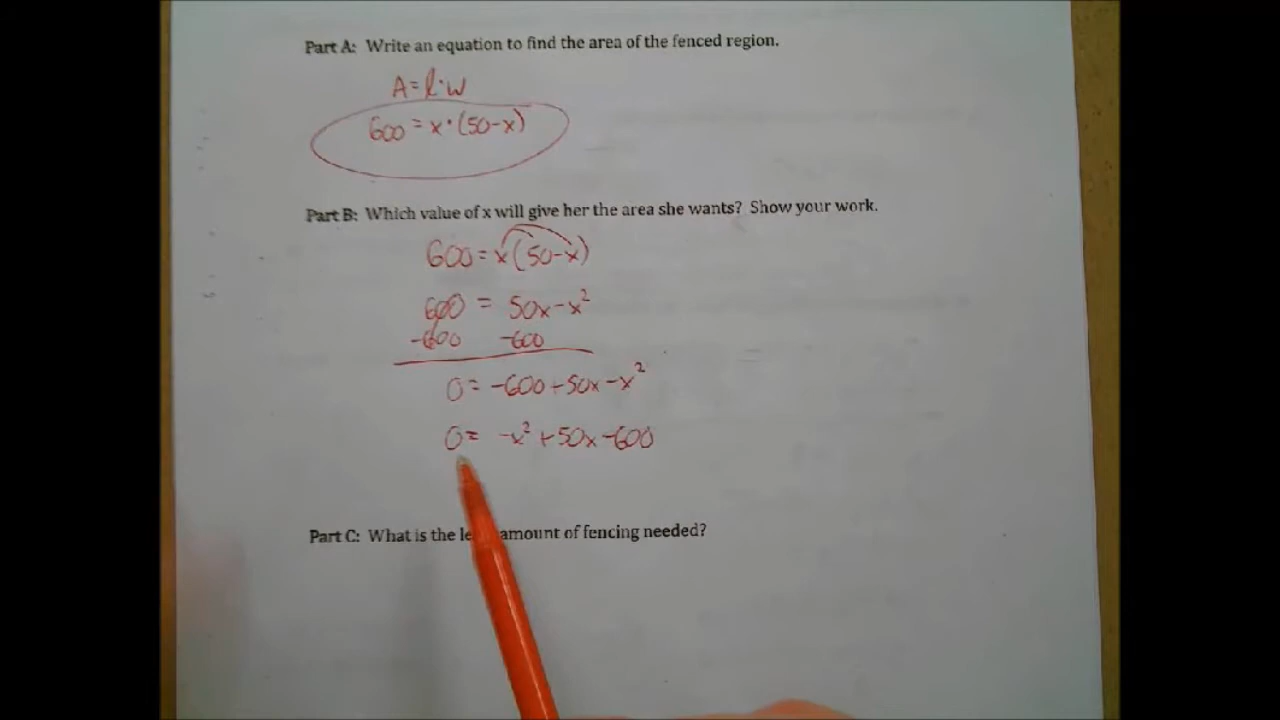 Part A: Write an equation to find the area of the fenced region.
A = l · w
600 = x · (50-x)
Part B: Which value of x will give her the area she wants? Show your work.
600 = x(50-x)
600 = 50x-x²
-600 -600
0 = -600+50x-x²
0 = -x²+50x-600
Part C: What is the le amount of fencing needed?